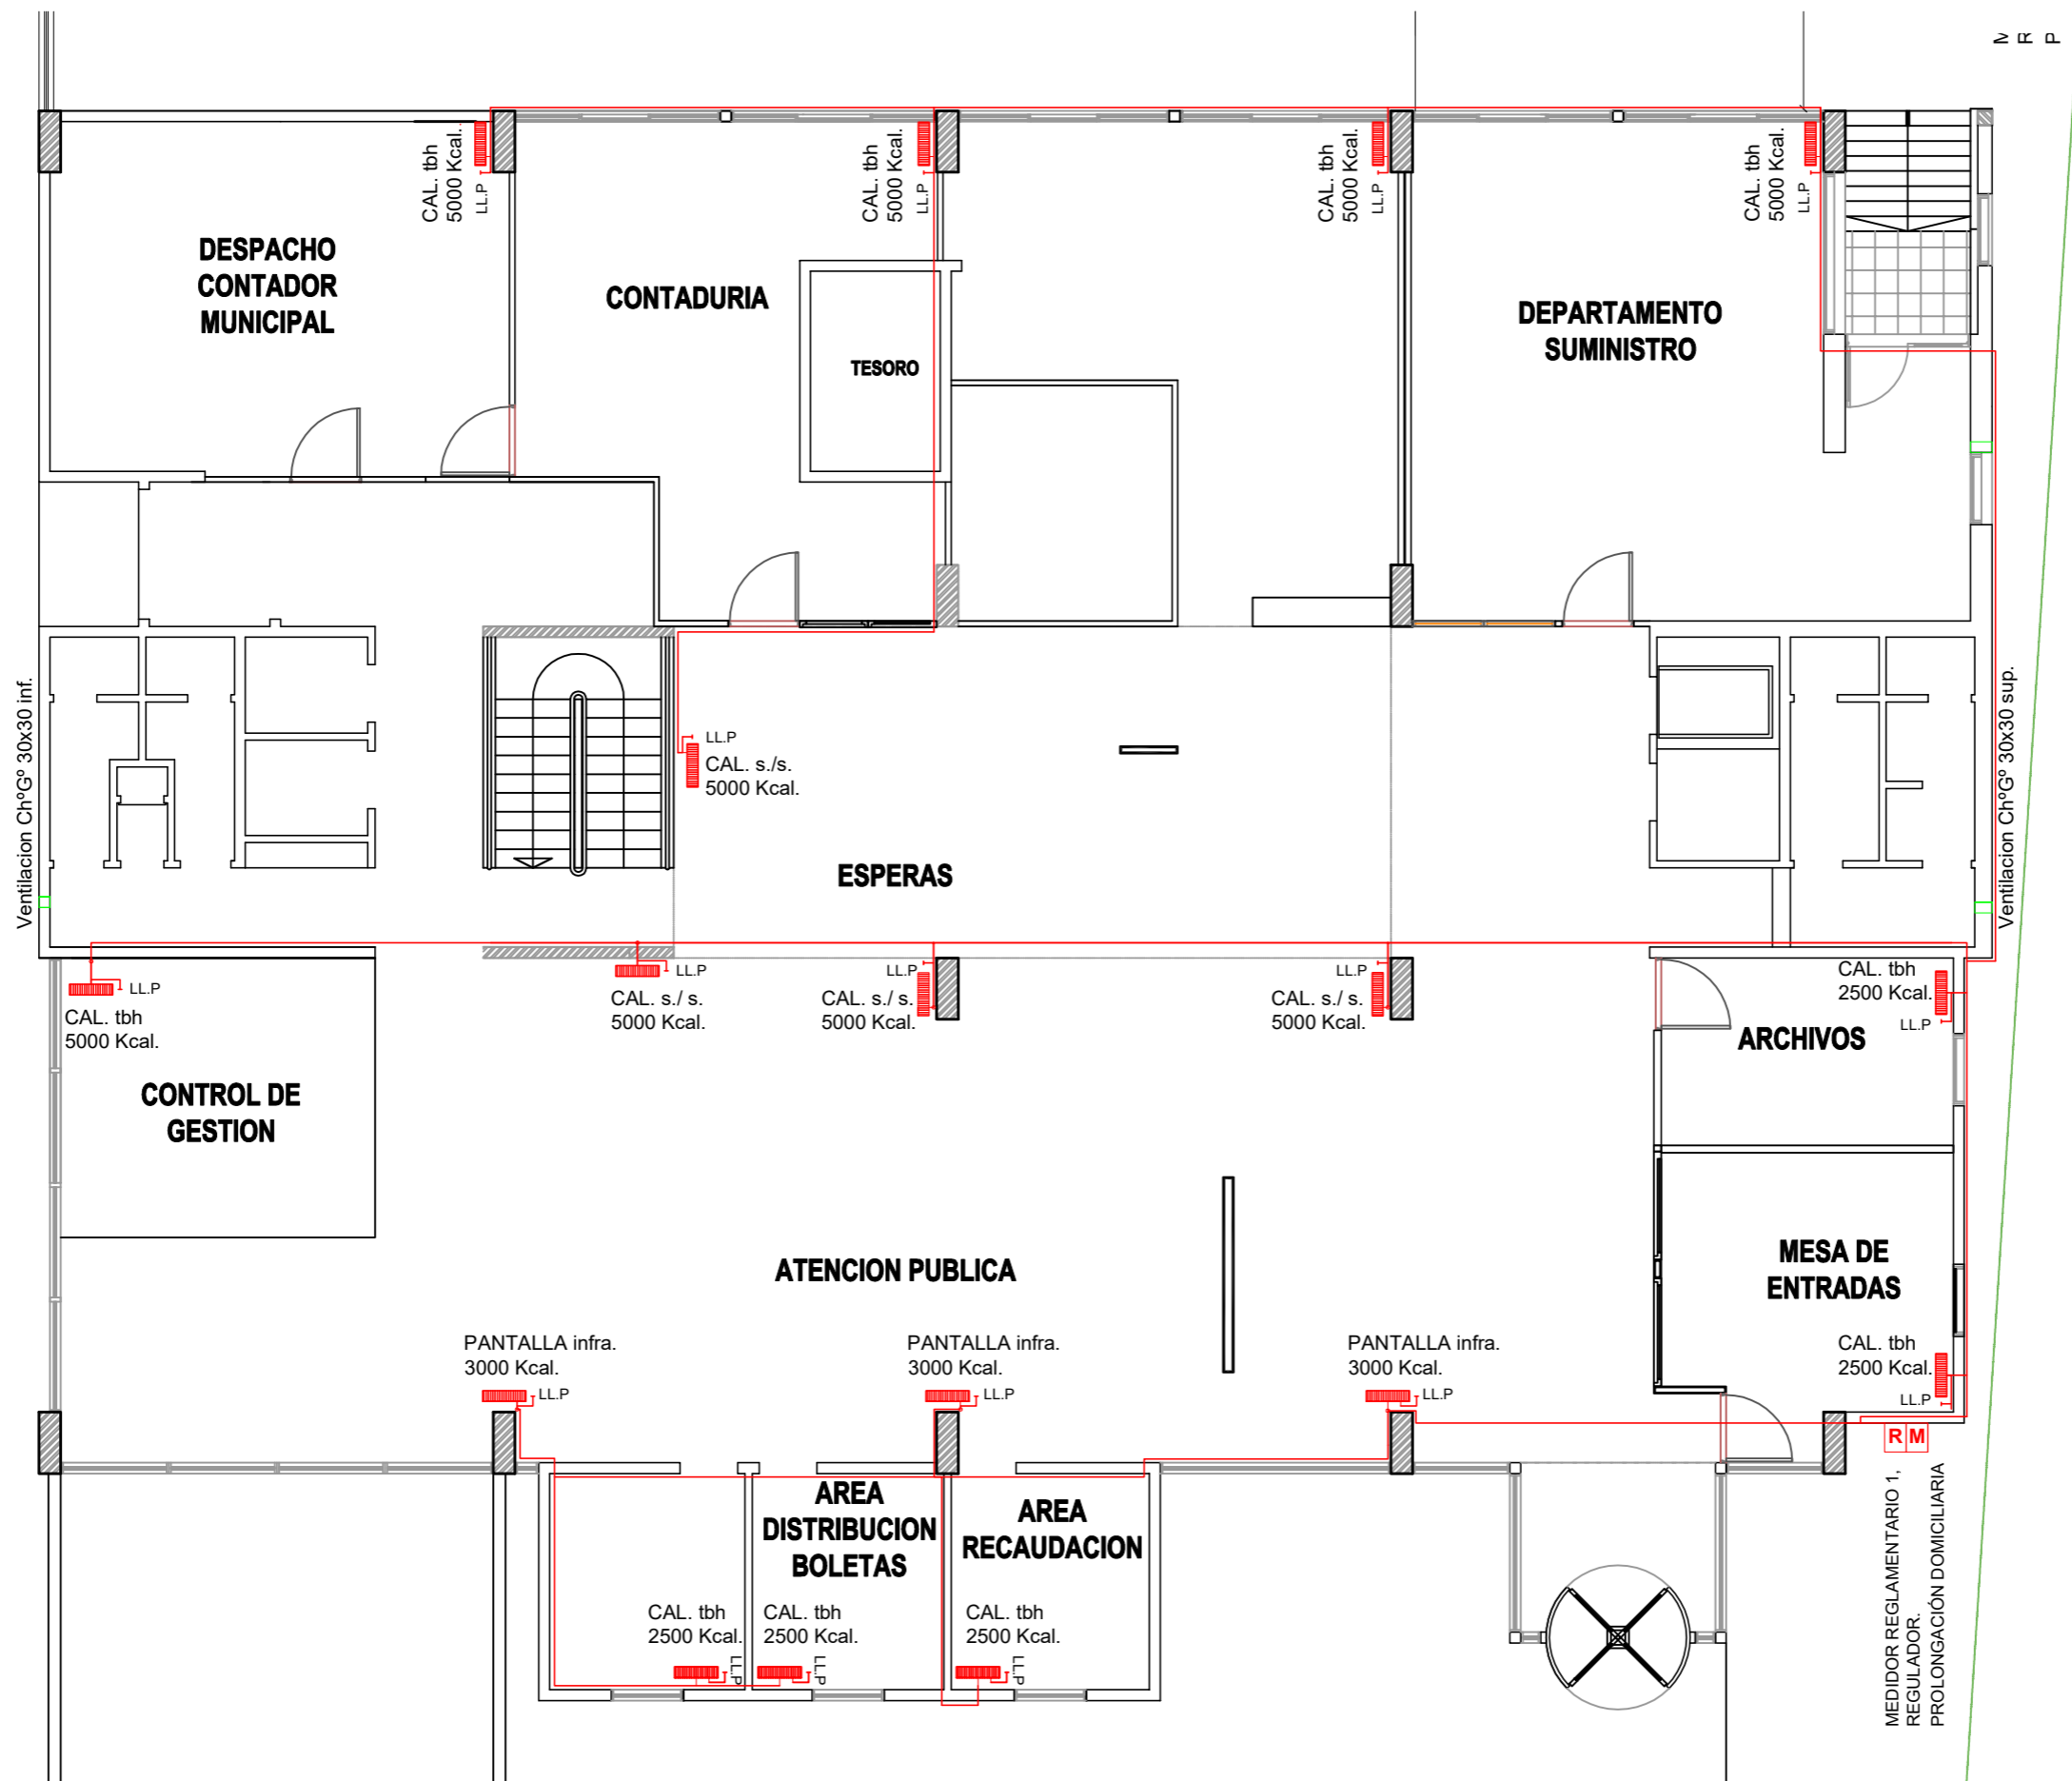 CAL. tbh
5000 Kcal.
LL.P
CAL. tbh
5000 Kcal.
LL.P
CAL. tbh
5000 Kcal.
LL.P
CAL. tbh
5000 Kcal.
LL.P
DESPACHO
CONTADOR
MUNICIPAL
CONTADURIA
TESORO
DEPARTAMENTO
SUMINISTRO
Ventilacion ChºGº 30x30 inf.
LL.P
CAL. s./s.
5000 Kcal.
Ventilacion ChºGº 30x30 sup.
ESPERAS
LL.P
CAL. tbh
5000 Kcal.
LL.P
CAL. s./ s.
5000 Kcal.
LL.P
CAL. s./ s.
5000 Kcal.
LL.P
CAL. s./ s.
5000 Kcal.
CAL. tbh
2500 Kcal.
LL.P
ARCHIVOS
CONTROL DE
GESTION
ATENCION PUBLICA
MESA DE
ENTRADAS
PANTALLA infra.
3000 Kcal.
LL.P
PANTALLA infra.
3000 Kcal.
LL.P
PANTALLA infra.
3000 Kcal.
LL.P
CAL. tbh
2500 Kcal.
LL.P
R M
MEDIDOR REGLAMENTARIO 1,
REGULADOR.
PROLONGACIÓN DOMICILIARIA
AREA
DISTRIBUCION
BOLETAS
AREA
RECAUDACION
CAL. tbh
2500 Kcal.
LL.P
CAL. tbh
2500 Kcal.
LL.P
CAL. tbh
2500 Kcal.
LL.P